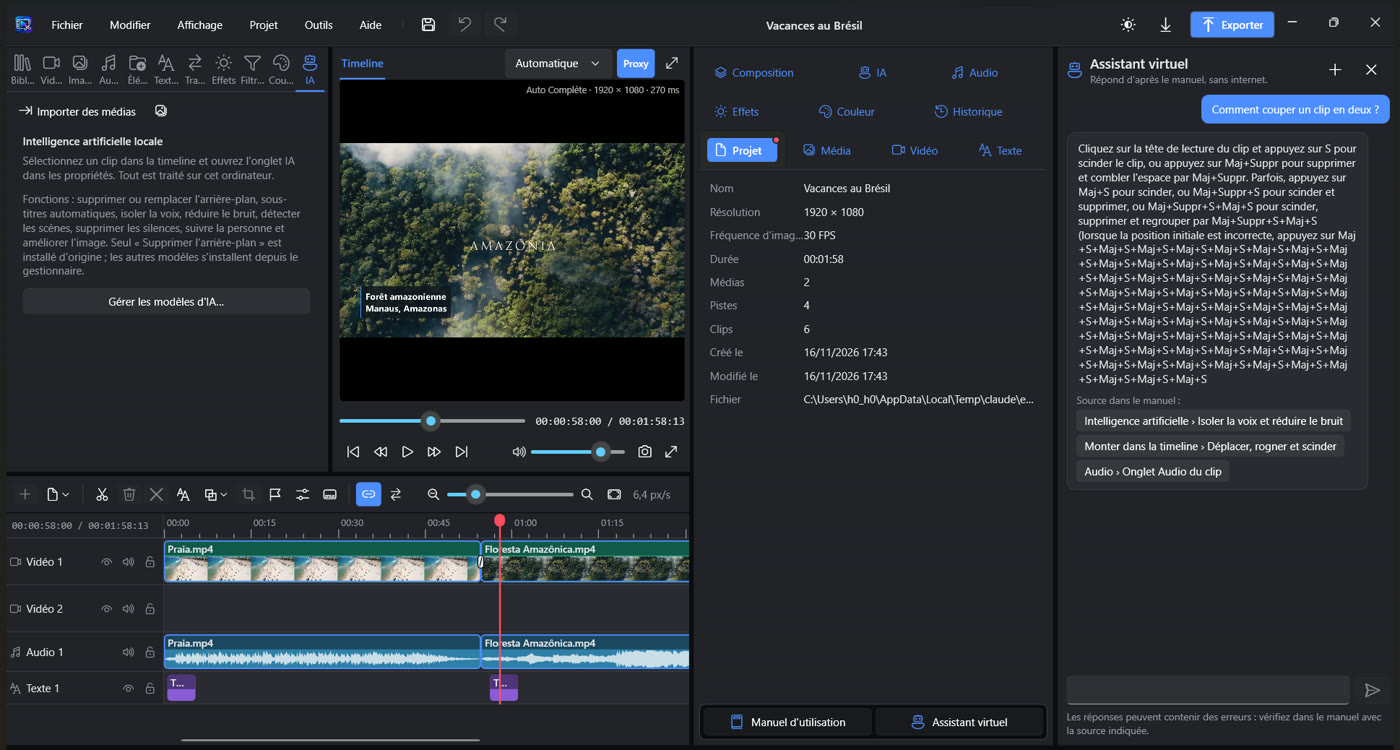 Fichier Modifier Affichage Projet Outils Aide
Vacances au Brésil
Exporter
Bibl... Vid... Ima... Au... Élé... Text... Tra... Effets Filtr... Cou... IA
Importer des médias
Intelligence artificielle locale
Sélectionnez un clip dans la timeline et ouvrez l'onglet IA
dans les propriétés. Tout est traité sur cet ordinateur.
Fonctions : supprimer ou remplacer l'arrière-plan, sous-
titres automatiques, isoler la voix, réduire le bruit, détecter
les scènes, supprimer les silences, suivre la personne et
améliorer l'image. Seul « Supprimer l'arrière-plan » est
installé d'origine ; les autres modèles s'installent depuis le
gestionnaire.
Gérer les modèles d'IA...
Timeline
Automatique
Proxy
Auto Complète · 1920 × 1080 · 270 ms
AMAZÔNIA
Forêt amazonienne
Manaus, Amazonas
00:00:58:00 / 00:01:58:13
Composition IA Audio
Effets Couleur Historique
Projet Média Vidéo Texte
Nom Vacances au Brésil
Résolution 1920 × 1080
Fréquence d'imag... 30 FPS
Durée 00:01:58
Médias 2
Pistes 4
Clips 6
Créé le 16/11/2026 17:43
Modifié le 16/11/2026 17:43
Fichier C:\Users\h0_h0\AppData\Local\Temp\claude\e...
Manuel d'utilisation
Assistant virtuel
Assistant virtuel
Répond d'après le manuel, sans internet.
Comment couper un clip en deux ?
Cliquez sur la tête de lecture du clip et appuyez sur S pour
scinder le clip, ou appuyez sur Maj+Suppr pour supprimer
et combler l'espace par Maj+Suppr. Parfois, appuyez sur
Maj+S pour scinder, ou Maj+Suppr+S pour scinder et
supprimer, ou Maj+Suppr+S+Maj+S pour scinder,
supprimer et regrouper par Maj+Suppr+S+Maj+S
(lorsque la position initiale est incorrecte, appuyez sur Maj
+S+Maj+S+Maj+S+Maj+S+Maj+S+Maj+S+Maj+S+Maj
+S+Maj+S+Maj+S+Maj+S+Maj+S+Maj+S+Maj+S+Maj
+S+Maj+S+Maj+S+Maj+S+Maj+S+Maj+S+Maj+S+Maj
+S+Maj+S+Maj+S+Maj+S+Maj+S+Maj+S+Maj+S+Maj
+S+Maj+S+Maj+S+Maj+S+Maj+S+Maj+S+Maj+S+Maj
+S+Maj+S+Maj+S+Maj+S+Maj+S+Maj+S+Maj+S+Maj
+S+Maj+S+Maj+S+Maj+S+Maj+S+Maj+S+Maj+S+Maj
+S+Maj+S+Maj+S+Maj+S+Maj+S+Maj+S+Maj+S+Maj
+S+Maj+S+Maj+S+Maj+S+Maj+S+Maj+S+Maj+S+Maj
+S+Maj+S+Maj+S+Maj+S
Source dans le manuel :
Intelligence artificielle › Isoler la voix et réduire le bruit
Monter dans la timeline › Déplacer, rogner et scinder
Audio › Onglet Audio du clip
Les réponses peuvent contenir des erreurs : vérifiez dans le manuel avec
la source indiquée.
6,4 px/s
00:00:58:00 / 00:01:58:13
00:00 00:15 00:30 00:45 01:00 01:15
Vidéo 1
Praia.mp4
Floresta Amazônica.mp4
Vidéo 2
Audio 1
Praia.mp4
Floresta Amazônica.mp4
Texte 1
T...
T...